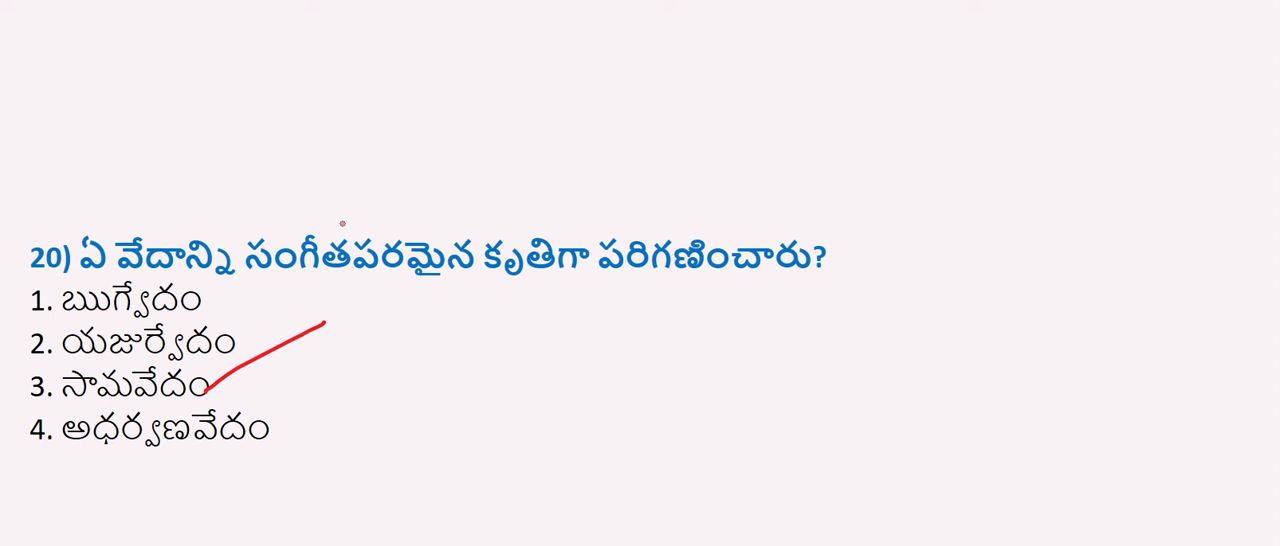 20) ఏ వేదాన్ని సంగీతపరమైన కృతిగా పరిగణించారు?
1. ఋగ్వేదం
2. యజుర్వేదం
3. సామవేదం
4. అధర్వణవేదం